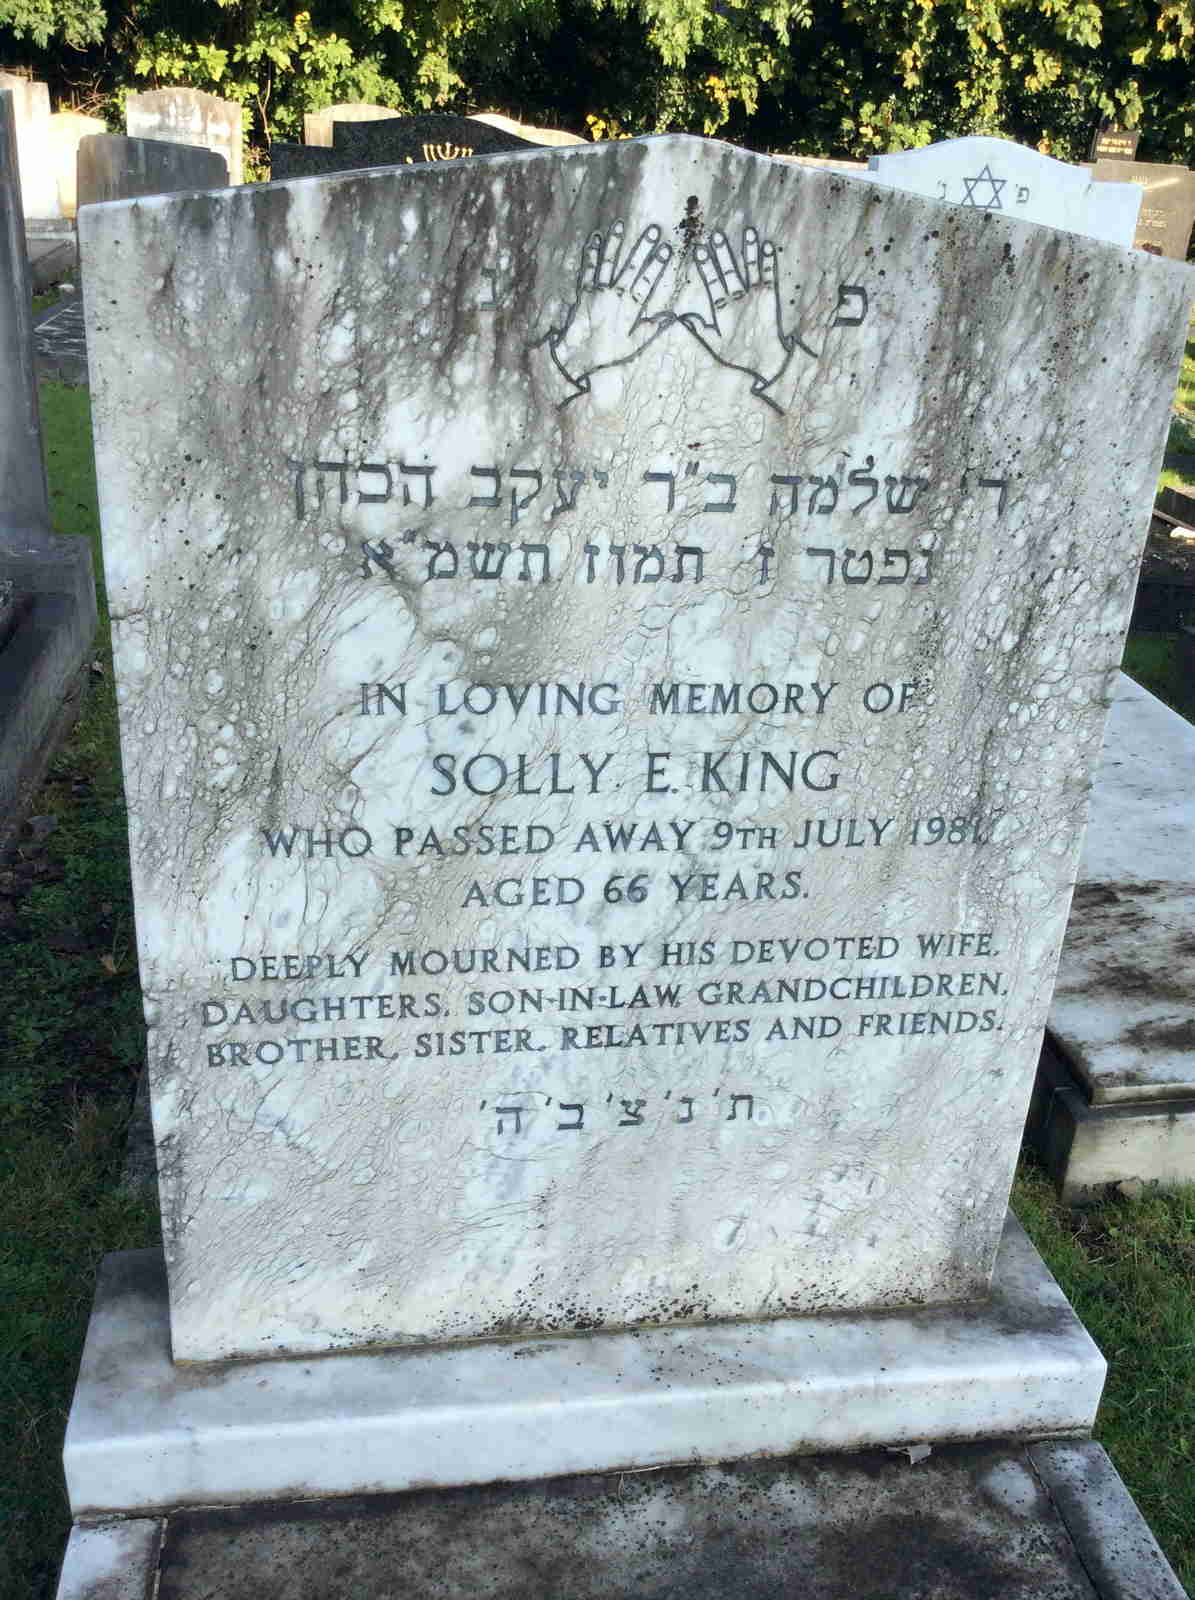 פ נ
ר' שלמה ב"ר יעקב הכהן
נפטר ז' תמוז תשמ"א
IN LOVING MEMORY OF
SOLLY. E. KING
WHO PASSED AWAY 9TH JULY 1981,
AGED 66 YEARS.
DEEPLY MOURNED BY HIS DEVOTED WIFE,
DAUGHTERS, SON-IN-LAW, GRANDCHILDREN,
BROTHER, SISTER, RELATIVES AND FRIENDS.
ת' נ' צ' ב' ה'
פ' נ'